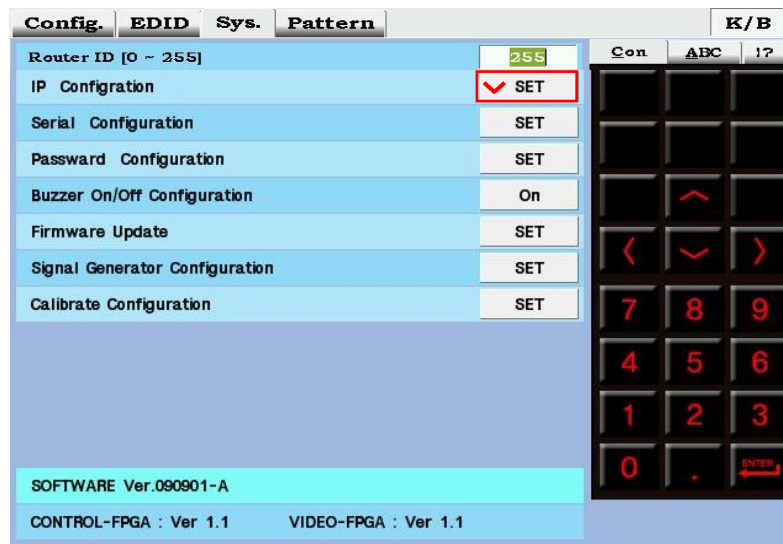 Config. EDID Sys. Pattern K/B
Router ID [0 ~ 255] 255
IP Configration SET
Serial Configuration SET
Passward Configuration SET
Buzzer On/Off Configuration On
Firmware Update SET
Signal Generator Configuration SET
Calibrate Configuration SET
SOFTWARE Ver.090901-A
CONTROL-FPGA : Ver 1.1 VIDEO-FPGA : Ver 1.1
Con ABC !?
7 8 9
4 5 6
1 2 3
0 . ENTER